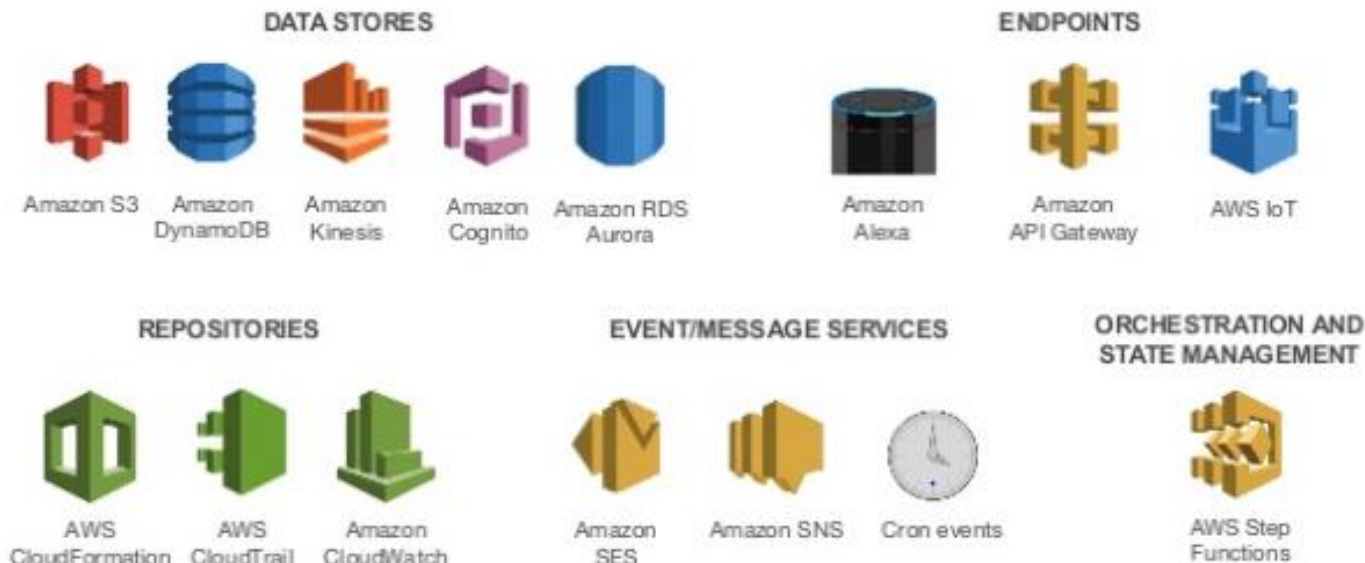 DATA STORES
ENDPOINTS
Amazon S3
Amazon
DynamoDB
Amazon
Kinesis
Amazon
Cognito
Amazon RDS
Aurora
Amazon
Alexa
Amazon
API Gateway
AWS IoT
REPOSITORIES
EVENT/MESSAGE SERVICES
ORCHESTRATION AND
STATE MANAGEMENT
AWS
CloudFormation
AWS
CloudTrail
Amazon
CloudWatch
Amazon
SES
Amazon SNS
Cron events
AWS Step
Functions